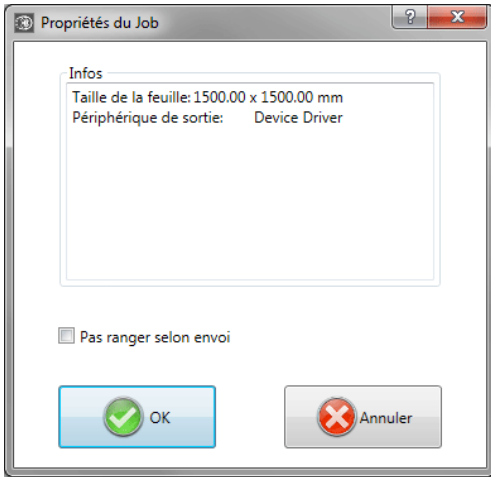 Propriétés du Job
?
Infos
Taille de la feuille: 1500.00 x 1500.00 mm
Périphérique de sortie: Device Driver
Pas ranger selon envoi
OK
Annuler